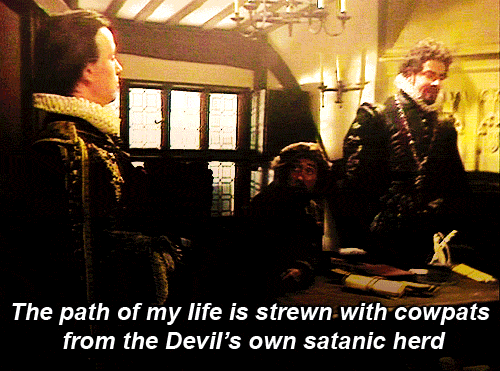 The path of my life is strewn with cowpats
from the Devil's own satanic herd